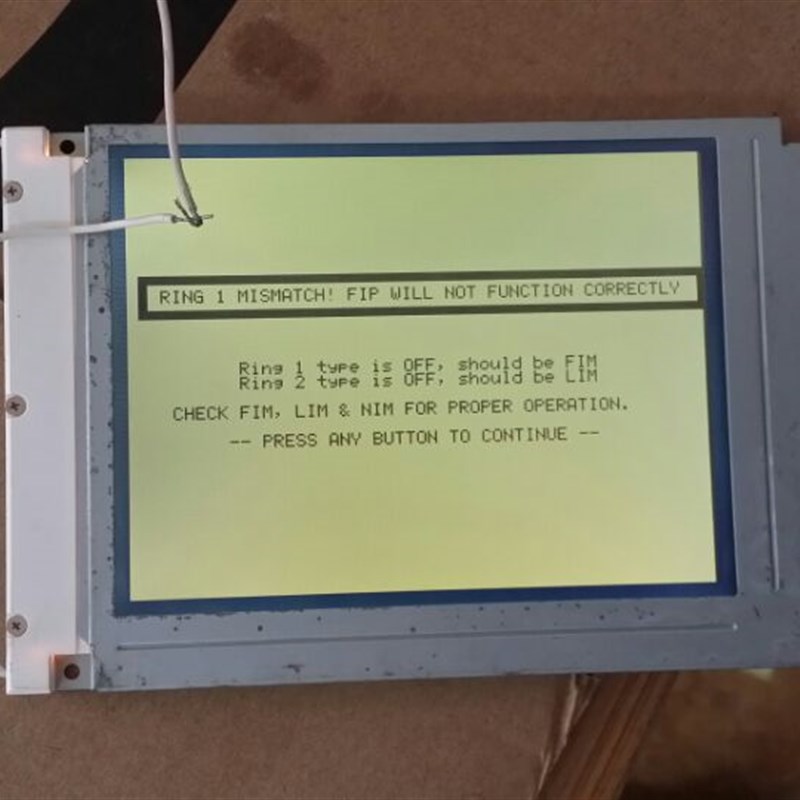 RING 1 MISMATCH! FIP WILL NOT FUNCTION CORRECTLY
Ring 1 type is OFF, should be FIM
Ring 2 type is OFF, should be LIM
CHECK FIM, LIM & NIM FOR PROPER OPERATION.
-- PRESS ANY BUTTON TO CONTINUE --